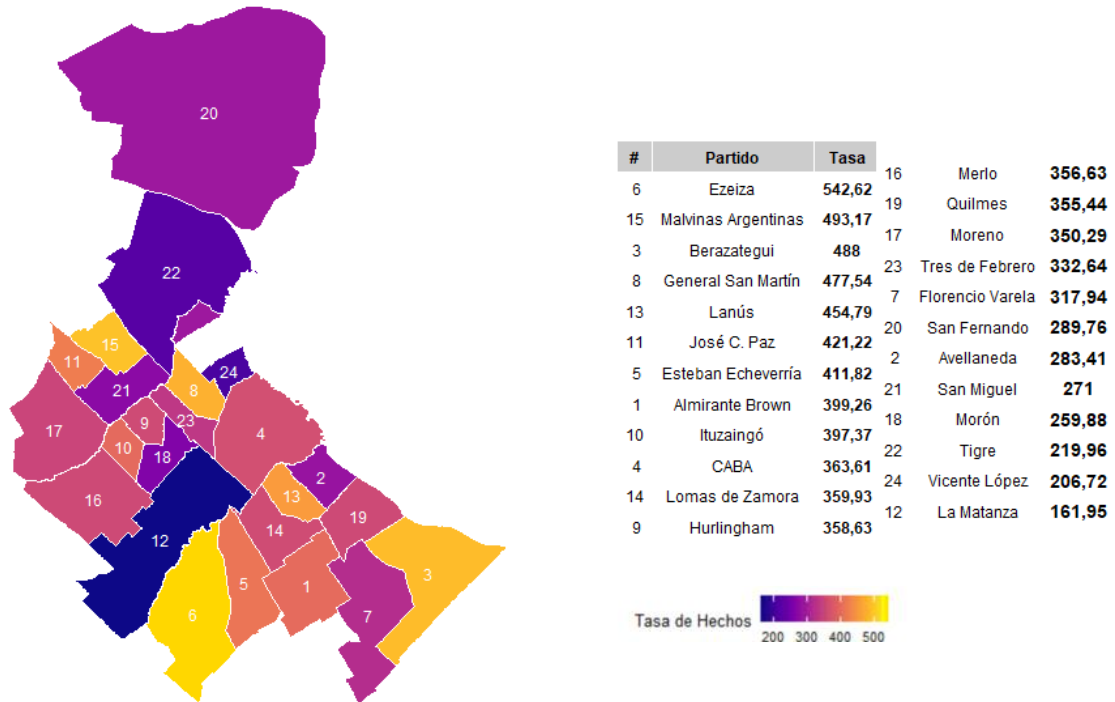 20
22
15
11
24
21
8
9
23
17
4
10
18
2
16
13
19
14
12
3
5
1
6
7
# Partido Tasa
6 Ezeiza 542,62
15 Malvinas Argentinas 493,17
3 Berazategui 488
8 General San Martín 477,54
13 Lanús 454,79
11 José C. Paz 421,22
5 Esteban Echeverría 411,82
1 Almirante Brown 399,26
10 Ituzaingó 397,37
4 CABA 363,61
14 Lomas de Zamora 359,93
9 Hurlingham 358,63
16 Merlo 356,63
19 Quilmes 355,44
17 Moreno 350,29
23 Tres de Febrero 332,64
7 Florencio Varela 317,94
20 San Fernando 289,76
2 Avellaneda 283,41
21 San Miguel 271
18 Morón 259,88
22 Tigre 219,96
24 Vicente López 206,72
12 La Matanza 161,95
Tasa de Hechos
200 300 400 500